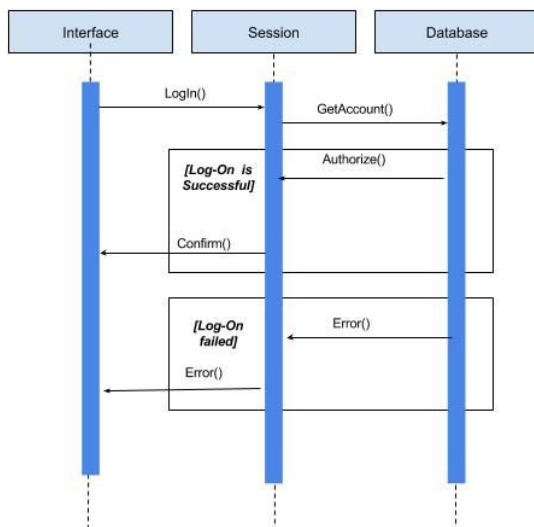 Interface
Session
Database
LogIn()
GetAccount()
[Log-On is
Successful]
Authorize()
Confirm()
[Log-On
failed]
Error()
Error()